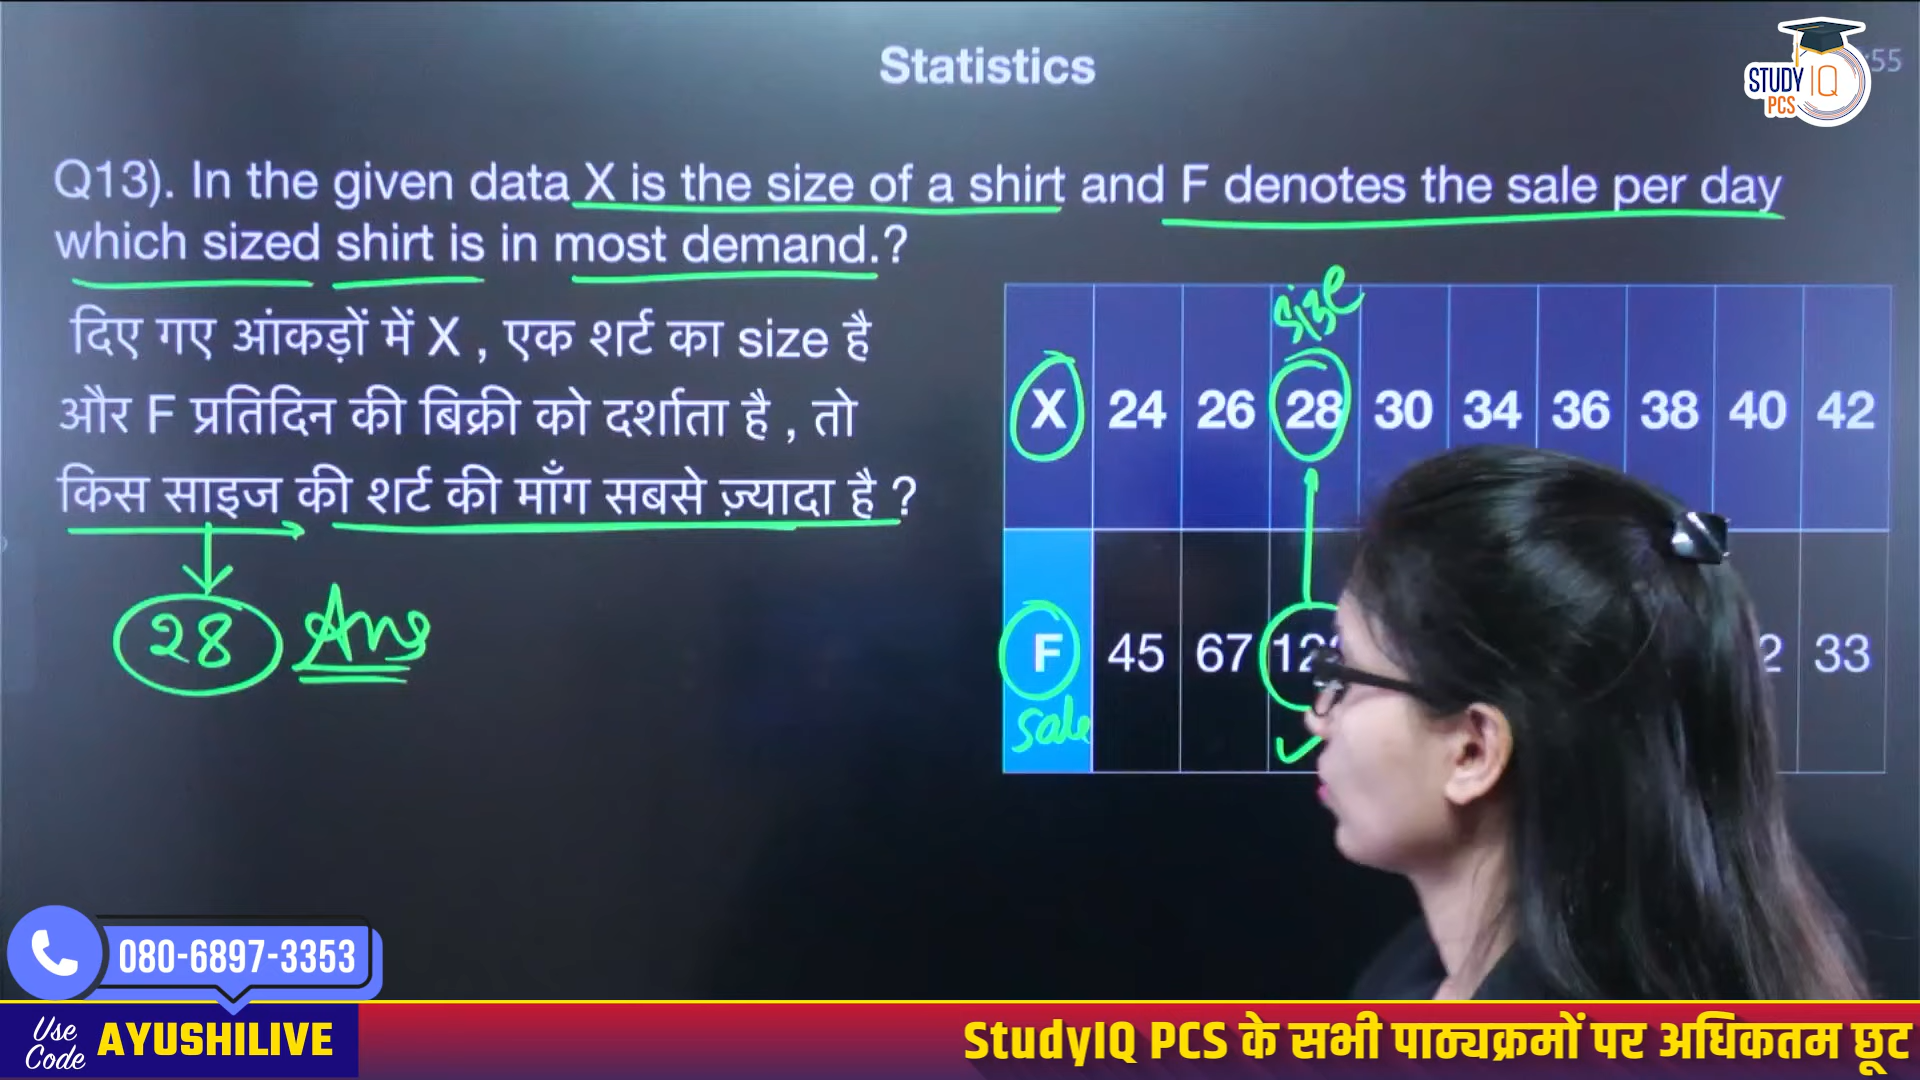 Statistics
STUDY IQ
PCS
55
Q13). In the given data X is the size of a shirt and F denotes the sale per day
which sized shirt is in most demand.?
दिए गए आंकड़ों में X , एक शर्ट का size है
और F प्रतिदिन की बिक्री को दर्शाता है , तो
किस साइज की शर्ट की माँग सबसे ज़्यादा है ?
28 Ans
size
X 24 26 28 30 34 36 38 40 42
F 45 67 33
sale
080-6897-3353
Use Code AYUSHILIVE
StudyIQ PCS के सभी पाठ्यक्रमों पर अधिकतम छूट